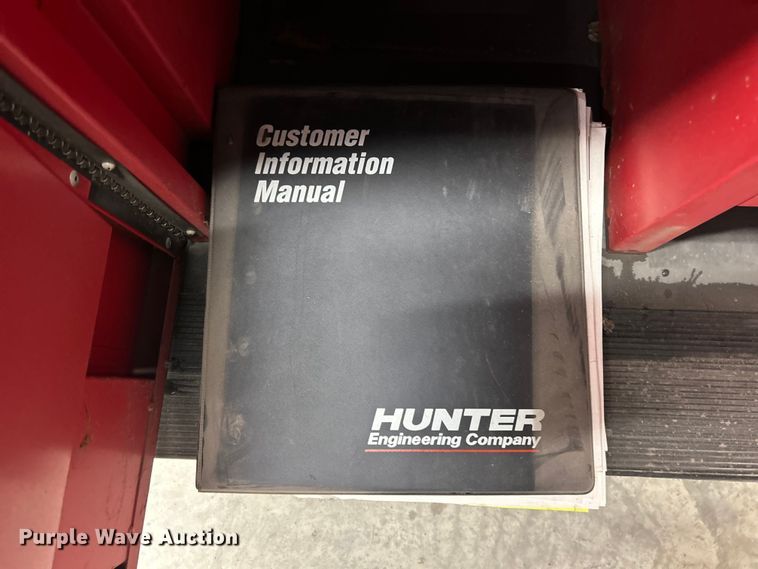 Customer
Information
Manual
HUNTER
Engineering Company
Purple Wave Auction